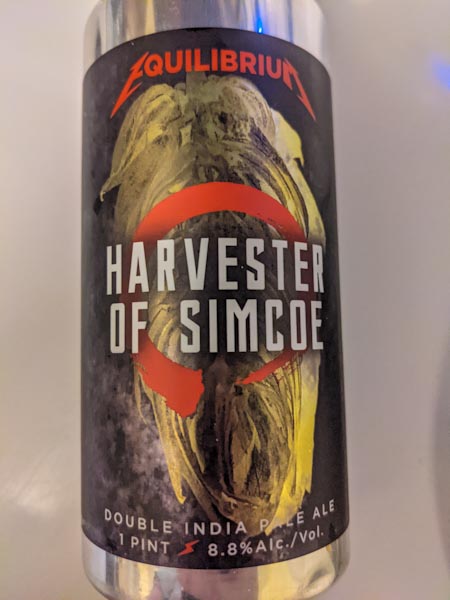 EQUILIBRIUM
HARVESTER
OF SIMCOE
DOUBLE INDIA PALE ALE
1 PINT 8.8%Alc./Vol.